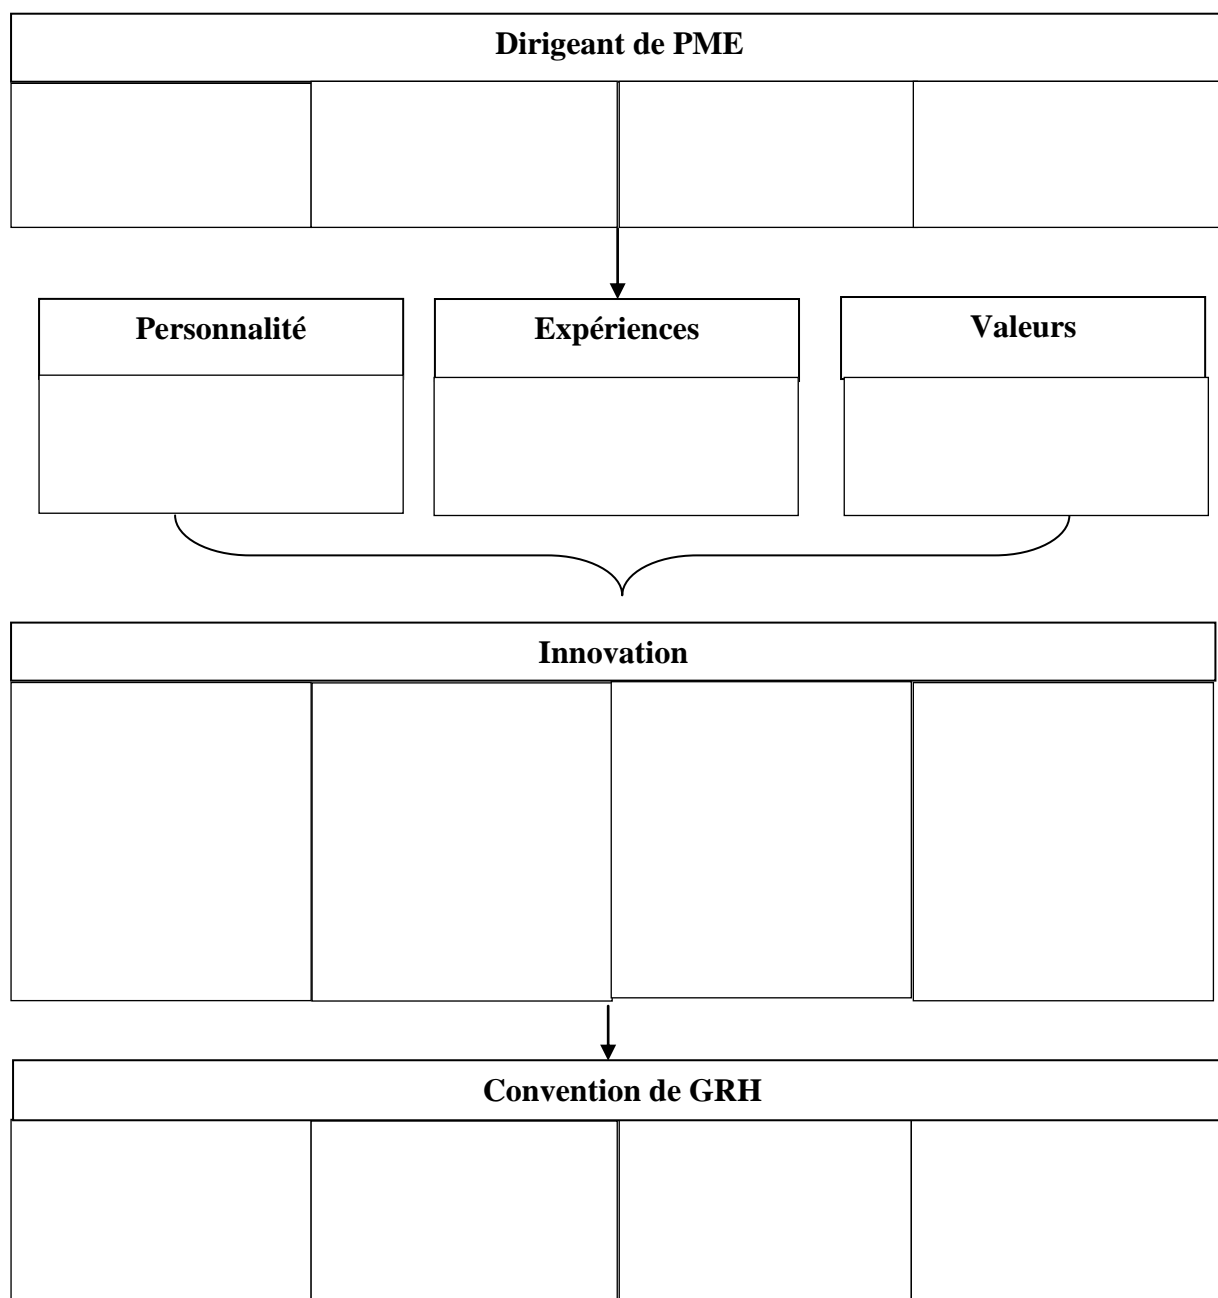 Dirigeant de PME
Personnalité
Expériences
Valeurs
Innovation
Convention de GRH